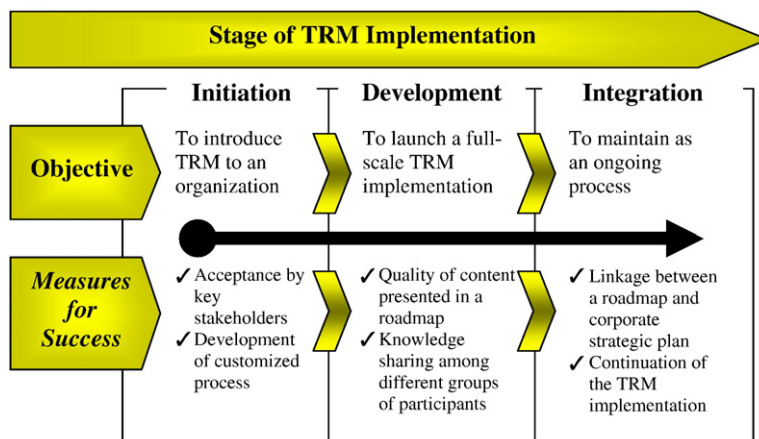 Stage of TRM Implementation
Initiation
Development
Integration
Objective
To introduce
TRM to an
organization
To launch a full-
scale TRM
implementation
To maintain as
an ongoing
process
Measures
for
Success
✓ Acceptance by
key
stakeholders
✓ Development
of customized
process
✓ Quality of content
presented in a
roadmap
✓ Knowledge
sharing among
different groups
of participants
✓ Linkage between
a roadmap and
corporate
strategic plan
✓ Continuation of
the TRM
implementation